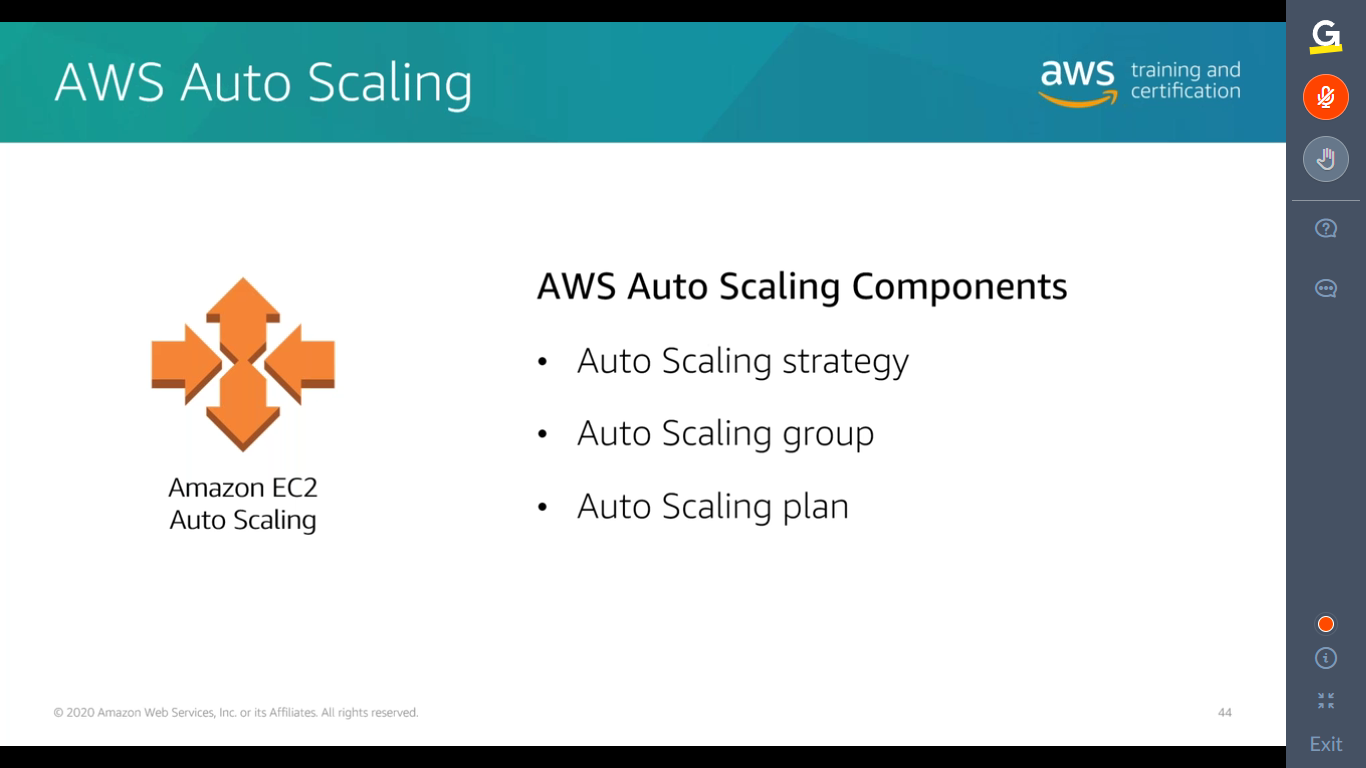 AWS Auto Scaling
aws training and
certification
AWS Auto Scaling Components
• Auto Scaling strategy
• Auto Scaling group
• Auto Scaling plan
Amazon EC2
Auto Scaling
© 2020 Amazon Web Services, Inc. or its Affiliates. All rights reserved.
44
G
?
i
Exit